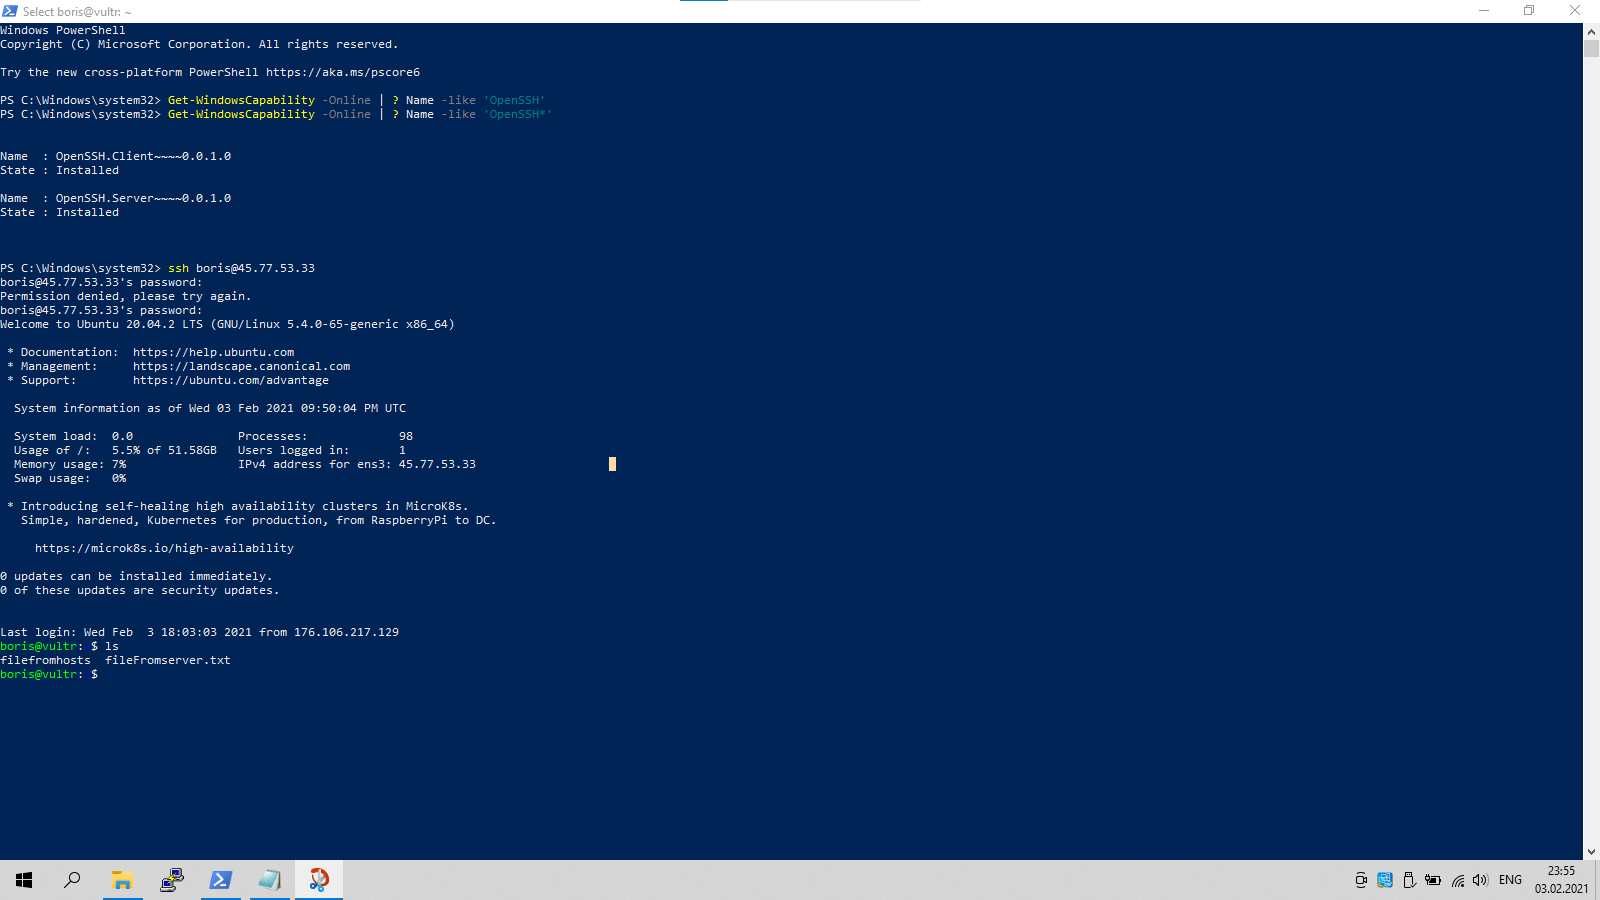 Select boris@vultr: ~
Windows PowerShell
Copyright (C) Microsoft Corporation. All rights reserved.
Try the new cross-platform PowerShell https://aka.ms/pscore6
PS C:\Windows\system32> Get-WindowsCapability -Online | ? Name -like 'OpenSSH'
PS C:\Windows\system32> Get-WindowsCapability -Online | ? Name -like 'OpenSSH*'
Name  : OpenSSH.Client~~~~0.0.1.0
State : Installed
Name  : OpenSSH.Server~~~~0.0.1.0
State : Installed
PS C:\Windows\system32> ssh boris@45.77.53.33
boris@45.77.53.33's password:
Permission denied, please try again.
boris@45.77.53.33's password:
Welcome to Ubuntu 20.04.2 LTS (GNU/Linux 5.4.0-65-generic x86_64)
* Documentation:  https://help.ubuntu.com
* Management:     https://landscape.canonical.com
* Support:        https://ubuntu.com/advantage
System information as of Wed 03 Feb 2021 09:50:04 PM UTC
System load:  0.0               Processes:             98
Usage of /:   5.5% of 51.58GB   Users logged in:       1
Memory usage: 7%                IPv4 address for ens3: 45.77.53.33
Swap usage:   0%
* Introducing self-healing high availability clusters in MicroK8s.
Simple, hardened, Kubernetes for production, from RaspberryPi to DC.
https://microk8s.io/high-availability
0 updates can be installed immediately.
0 of these updates are security updates.
Last login: Wed Feb  3 18:03:03 2021 from 176.106.217.129
boris@vultr: $ ls
filefromhosts  fileFromserver.txt
boris@vultr: $
ENG
23:55
03.02.2021